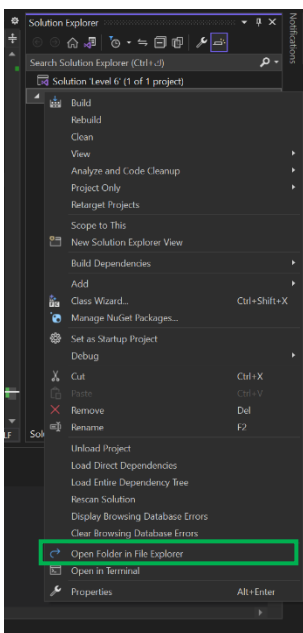 Solution Explorer
Search Solution Explorer (Ctrl+ز)
Solution 'Level 6' (1 of 1 project)
Build
Rebuild
Clean
View
Analyze and Code Cleanup
Project Only
Retarget Projects
Scope to This
New Solution Explorer View
Build Dependencies
Add
Class Wizard... Ctrl+Shift+X
Manage NuGet Packages...
Set as Startup Project
Debug
Cut Ctrl+X
Paste Ctrl+V
Remove Del
Rename F2
Unload Project
Load Direct Dependencies
Load Entire Dependency Tree
Rescan Solution
Display Browsing Database Errors
Clear Browsing Database Errors
Open Folder in File Explorer
Open in Terminal
Properties Alt+Enter
Notifications
LF
Sol